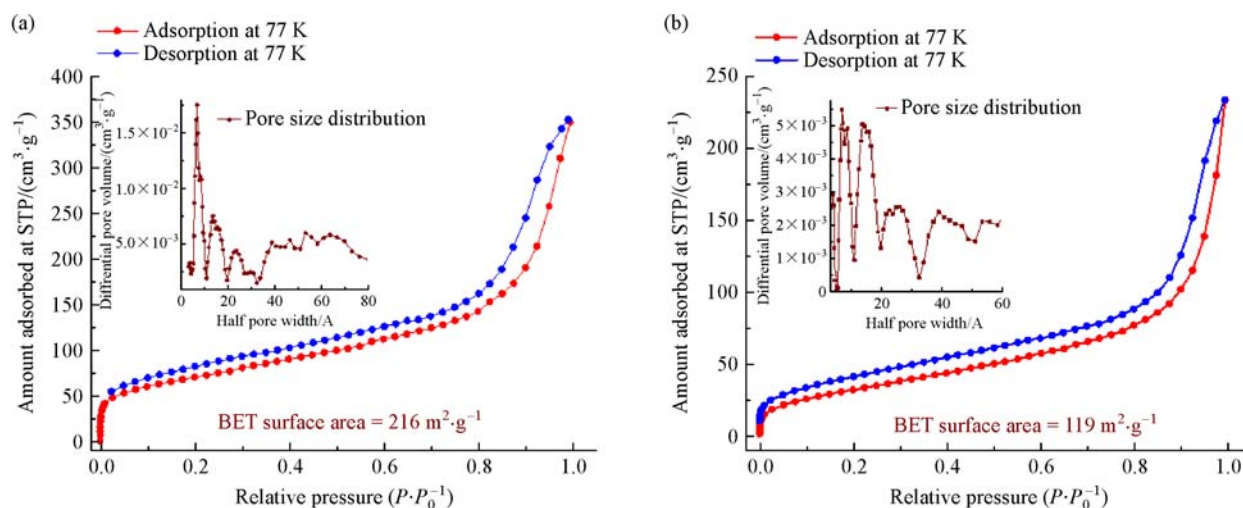 (a)
Adsorption at 77 K
Desorption at 77 K
Amount adsorbed at STP/(cm³·g⁻¹)
400
350
300
250
200
150
100
50
0
0.0 0.2 0.4 0.6 0.8 1.0
Relative pressure (P·P₀⁻¹)
Pore size distribution
Diffrential pore volume/(cm³·g⁻¹)
1.5×10⁻²
1.0×10⁻²
5.0×10⁻³
0 20 40 60 80
Half pore width/A
BET surface area = 216 m²·g⁻¹
(b)
Adsorption at 77 K
Desorption at 77 K
Amount adsorbed at STP/(cm³·g⁻¹)
250
200
150
100
50
0
0.0 0.2 0.4 0.6 0.8 1.0
Relative pressure (P·P₀⁻¹)
Pore size distribution
Diffrential pore volume/(cm³·g⁻¹)
5×10⁻³
4×10⁻³
3×10⁻³
2×10⁻³
1×10⁻³
0
20 40 60
Half pore width/A
BET surface area = 119 m²·g⁻¹